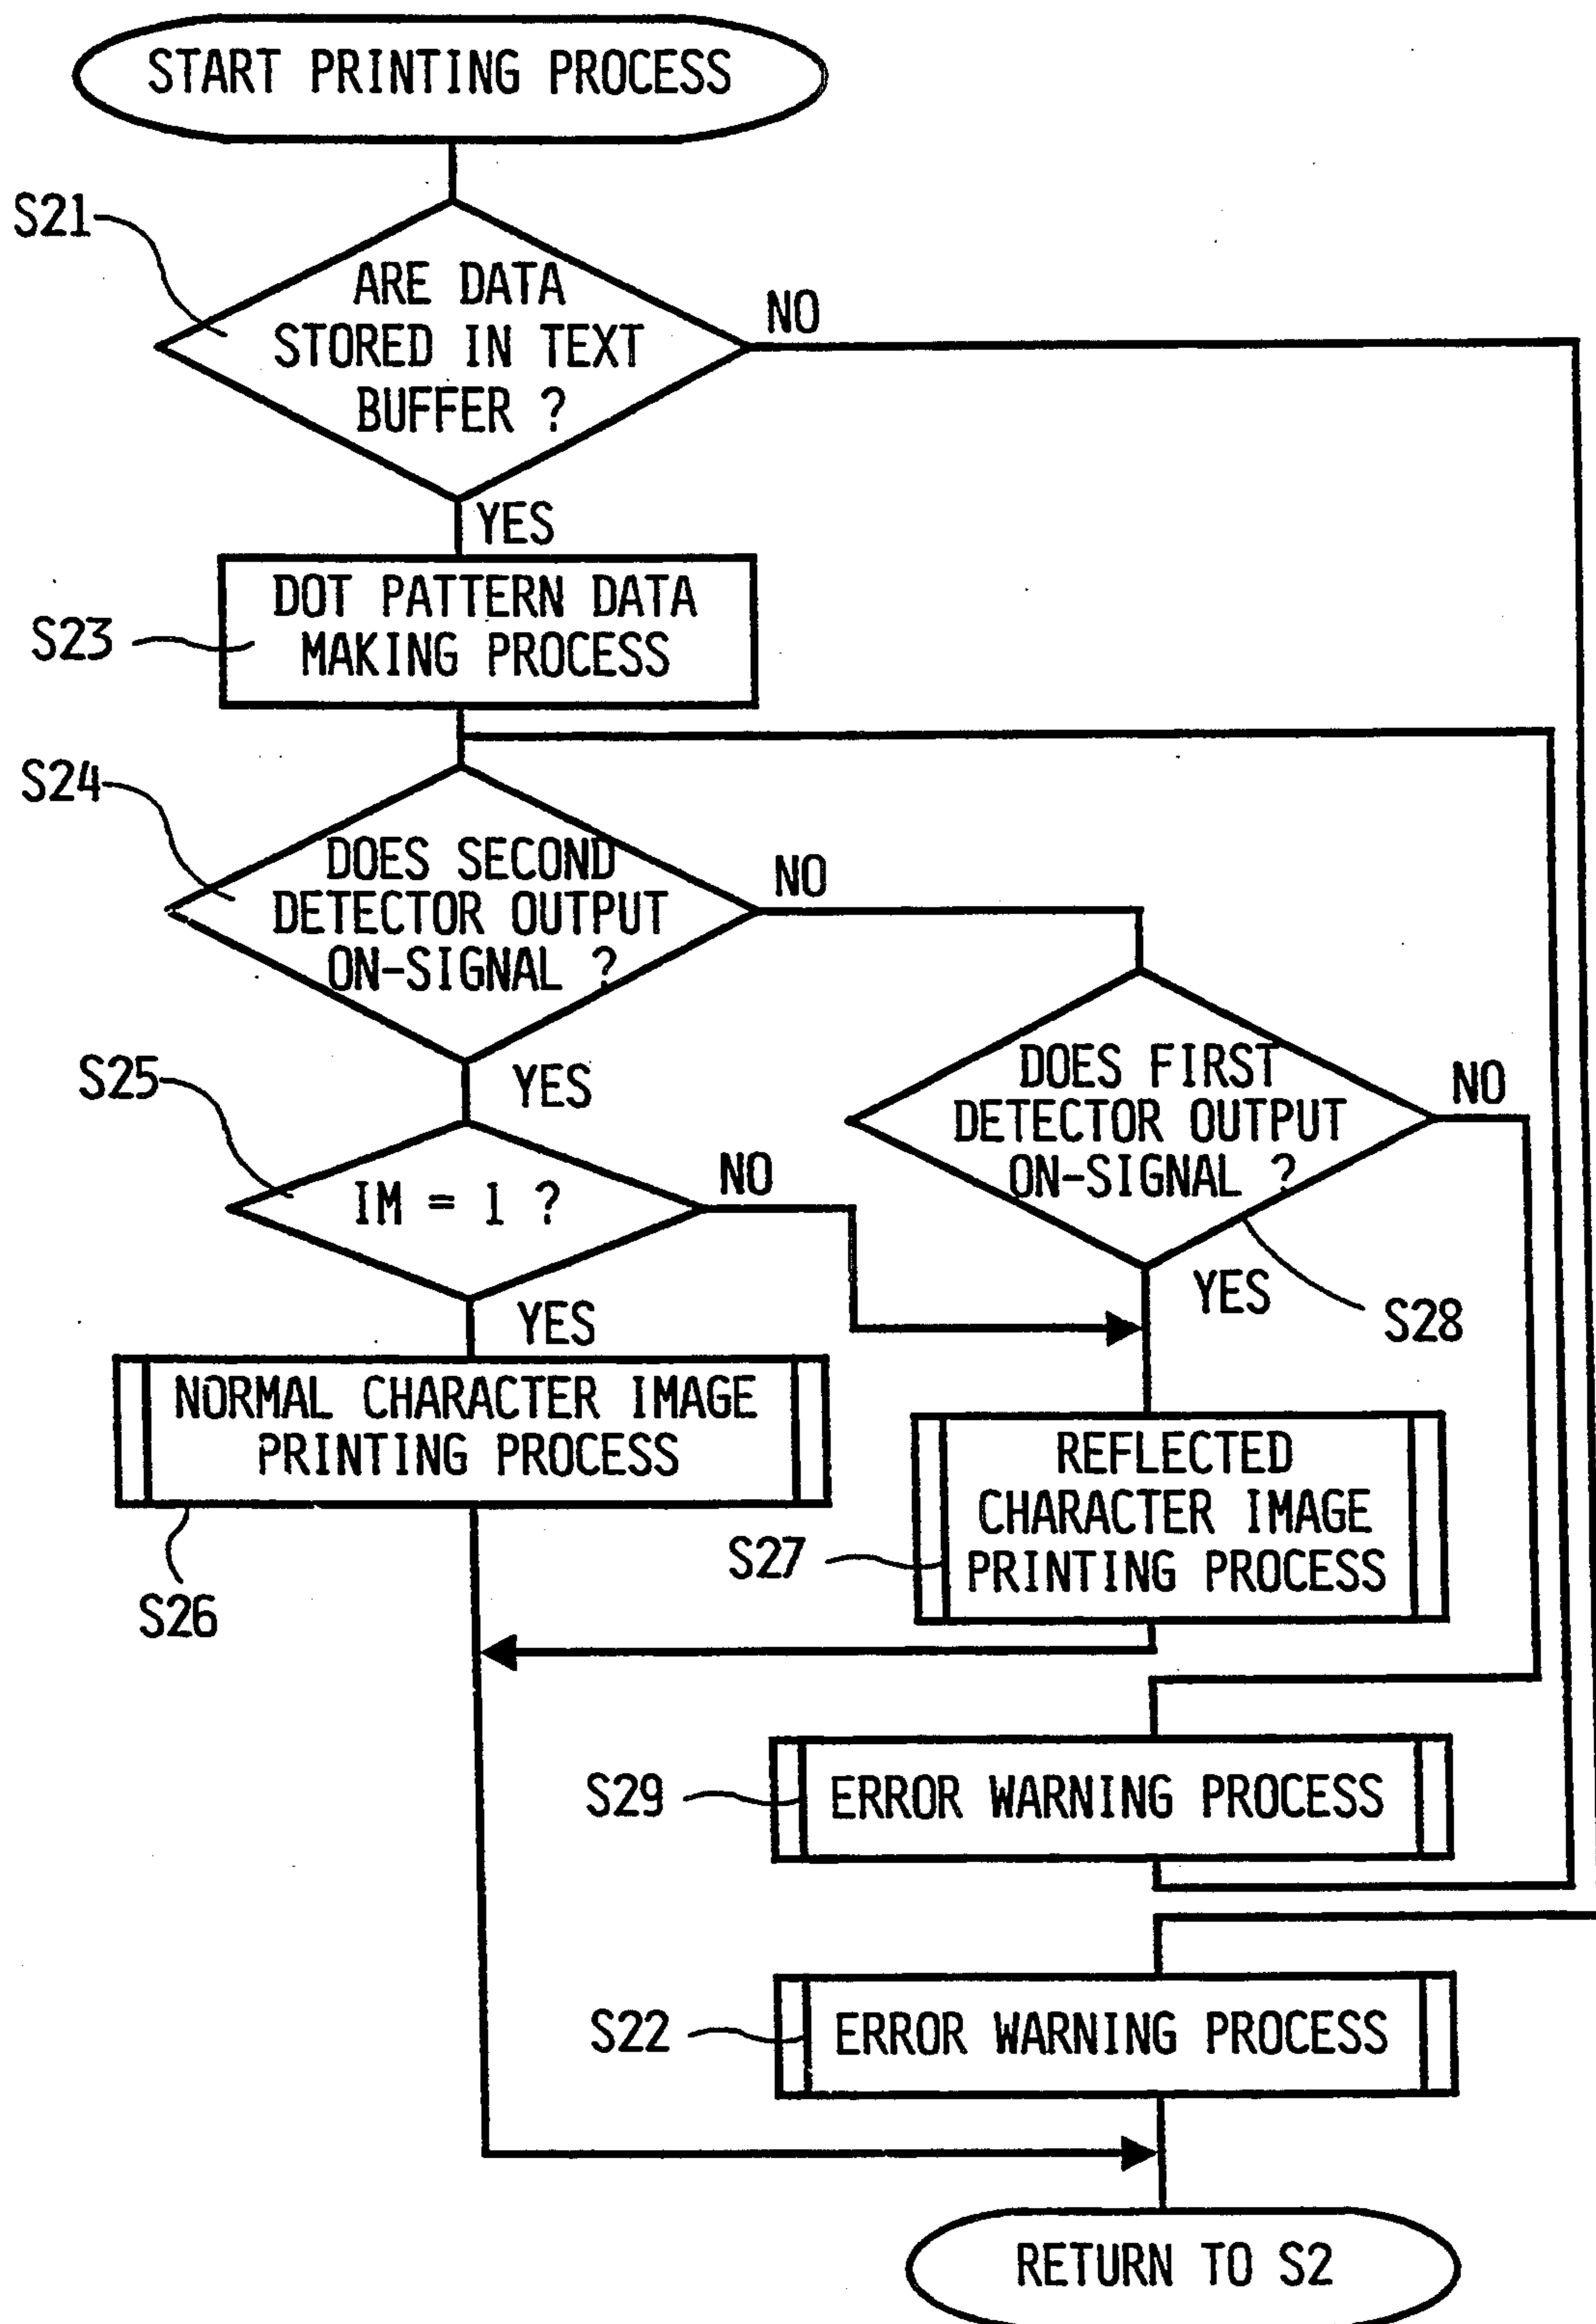 START PRINTING PROCESS
S21
ARE DATA
STORED IN TEXT
BUFFER ?
NO
YES
S23
DOT PATTERN DATA
MAKING PROCESS
S24
DOES SECOND
DETECTOR OUTPUT
ON-SIGNAL ?
NO
YES
DOES FIRST
DETECTOR OUTPUT
ON-SIGNAL ?
NO
YES
S28
S25
IM = 1 ?
NO
YES
NORMAL CHARACTER IMAGE
PRINTING PROCESS
S26
REFLECTED
CHARACTER IMAGE
PRINTING PROCESS
S27
S29
ERROR WARNING PROCESS
S22
ERROR WARNING PROCESS
RETURN TO S2